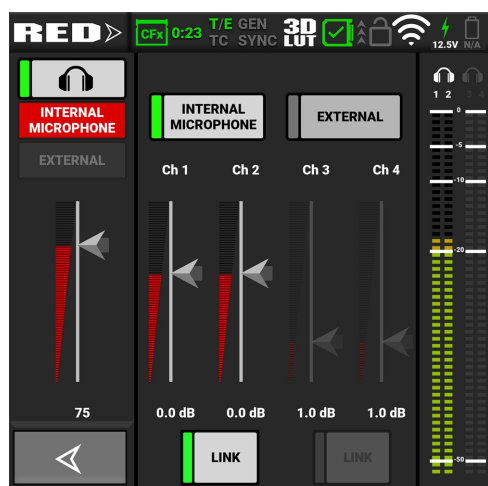 RED
CFx 0:23 T/E GEN 3D
TC SYNC LUT
12.5V N/A
INTERNAL
MICROPHONE
EXTERNAL
75
INTERNAL
MICROPHONE
EXTERNAL
Ch 1 Ch 2 Ch 3 Ch 4
0.0 dB 0.0 dB 1.0 dB 1.0 dB
LINK LINK
1 2 3 4
0
-5
-10
-20
-50